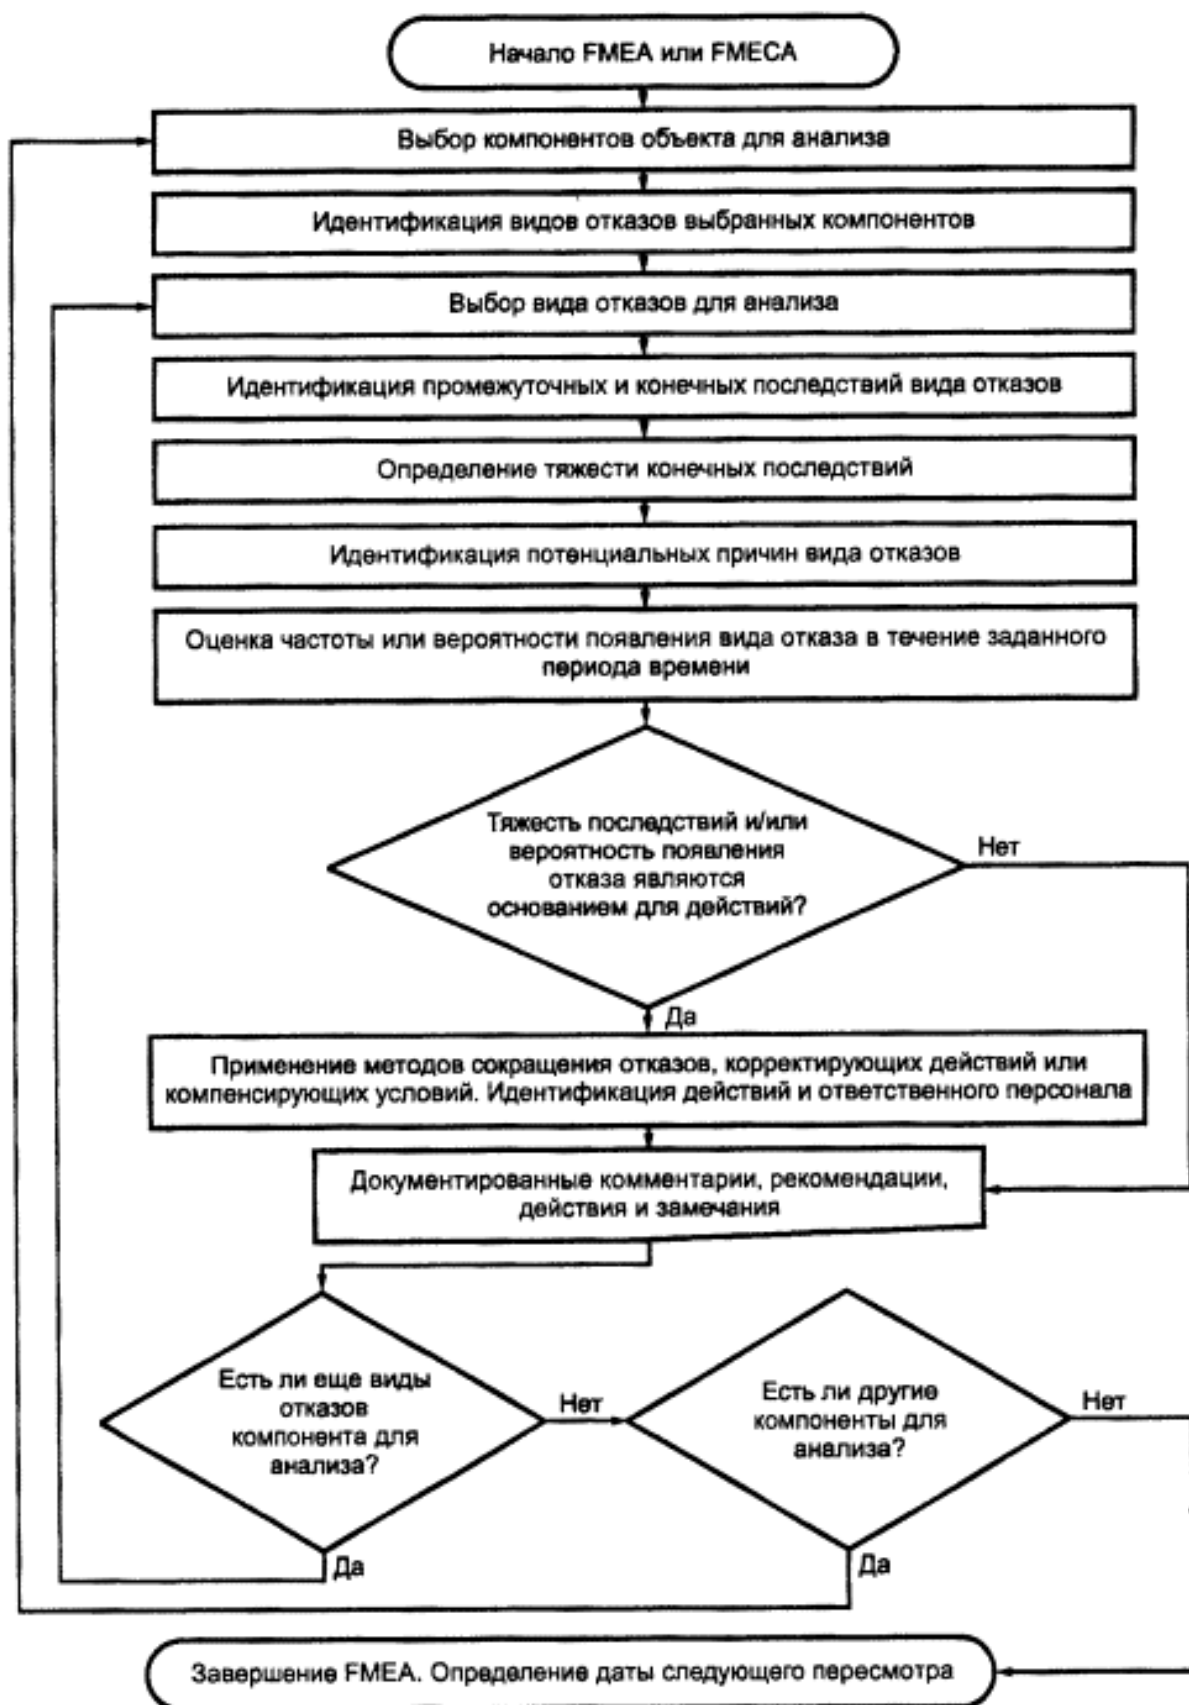 Начало FMEA или FMECA
Выбор компонентов объекта для анализа
Идентификация видов отказов выбранных компонентов
Выбор вида отказов для анализа
Идентификация промежуточных и конечных последствий вида отказов
Определение тяжести конечных последствий
Идентификация потенциальных причин вида отказов
Оценка частоты или вероятности появления вида отказа в течение заданного
периода времени
Тяжесть последствий и/или
вероятность появления
отказа являются
основанием для действий?
Нет
Да
Применение методов сокращения отказов, корректирующих действий или
компенсирующих условий. Идентификация действий и ответственного персонала
Документированные комментарии, рекомендации,
действия и замечания
Есть ли еще виды
отказов
компонента для
анализа?
Нет
Да
Есть ли другие
компоненты для
анализа?
Нет
Да
Завершение FMEA. Определение даты следующего пересмотра